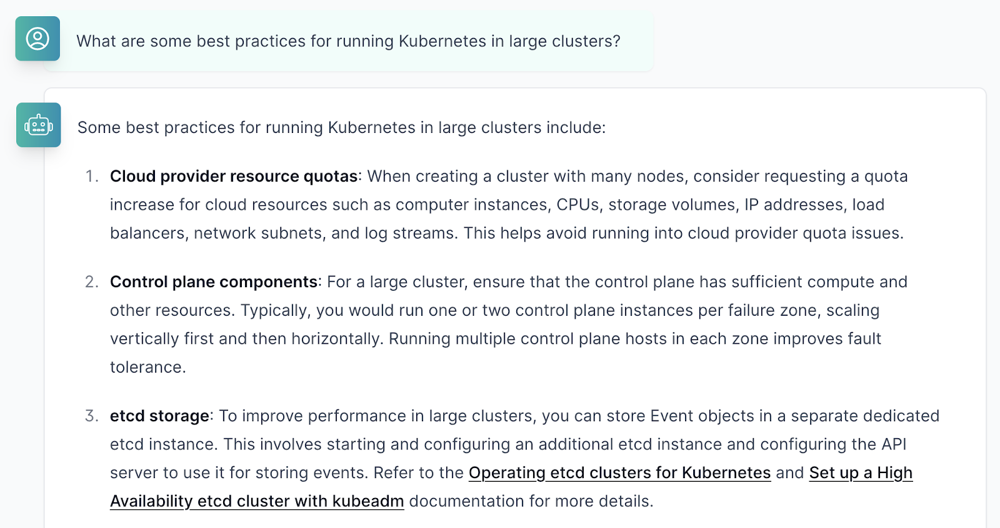 What are some best practices for running Kubernetes in large clusters?
Some best practices for running Kubernetes in large clusters include:
1. Cloud provider resource quotas: When creating a cluster with many nodes, consider requesting a quota
increase for cloud resources such as computer instances, CPUs, storage volumes, IP addresses, load
balancers, network subnets, and log streams. This helps avoid running into cloud provider quota issues.
2. Control plane components: For a large cluster, ensure that the control plane has sufficient compute and
other resources. Typically, you would run one or two control plane instances per failure zone, scaling
vertically first and then horizontally. Running multiple control plane hosts in each zone improves fault
tolerance.
3. etcd storage: To improve performance in large clusters, you can store Event objects in a separate dedicated
etcd instance. This involves starting and configuring an additional etcd instance and configuring the API
server to use it for storing events. Refer to the Operating etcd clusters for Kubernetes and Set up a High
Availability etcd cluster with kubeadm documentation for more details.